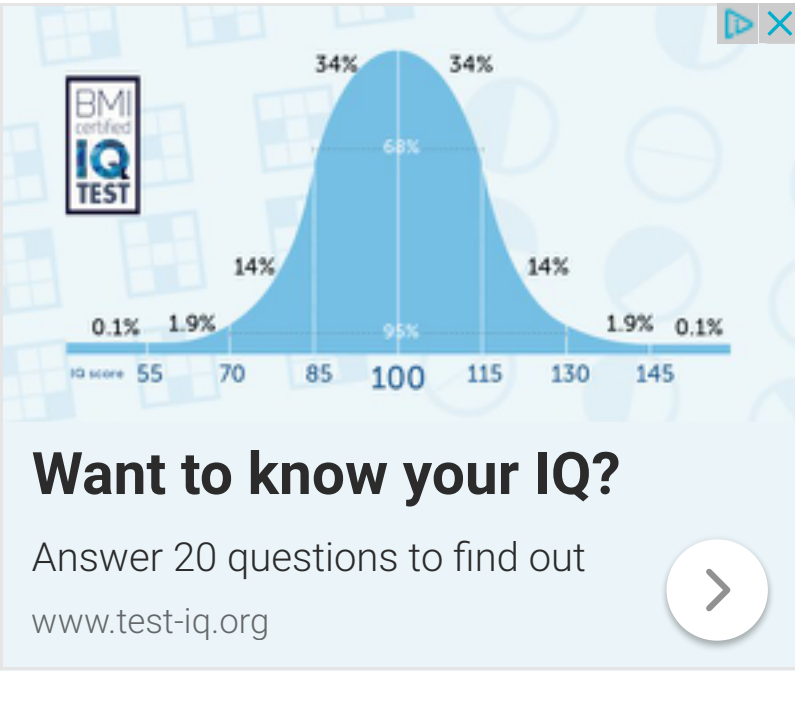 34% 34%
BMI
certified
IQ
TEST
68%
14% 14%
0.1% 1.9% 95% 1.9% 0.1%
IQ score 55 70 85 100 115 130 145
Want to know your IQ?
Answer 20 questions to find out
www.test-iq.org